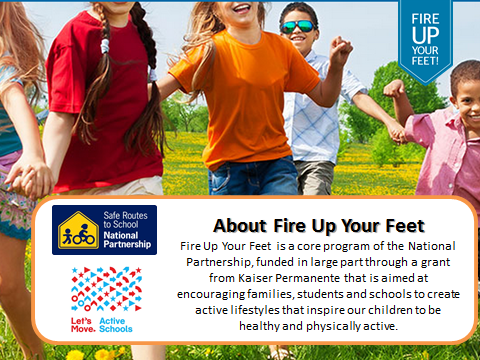 FIRE
UP
YOUR
FEET!
Safe Routes
to School
National
Partnership
Let's Active
Move. Schools
About Fire Up Your Feet
Fire Up Your Feet is a core program of the National
Partnership, funded in large part through a grant
from Kaiser Permanente that is aimed at
encouraging families, students and schools to create
active lifestyles that inspire our children to be
healthy and physically active.